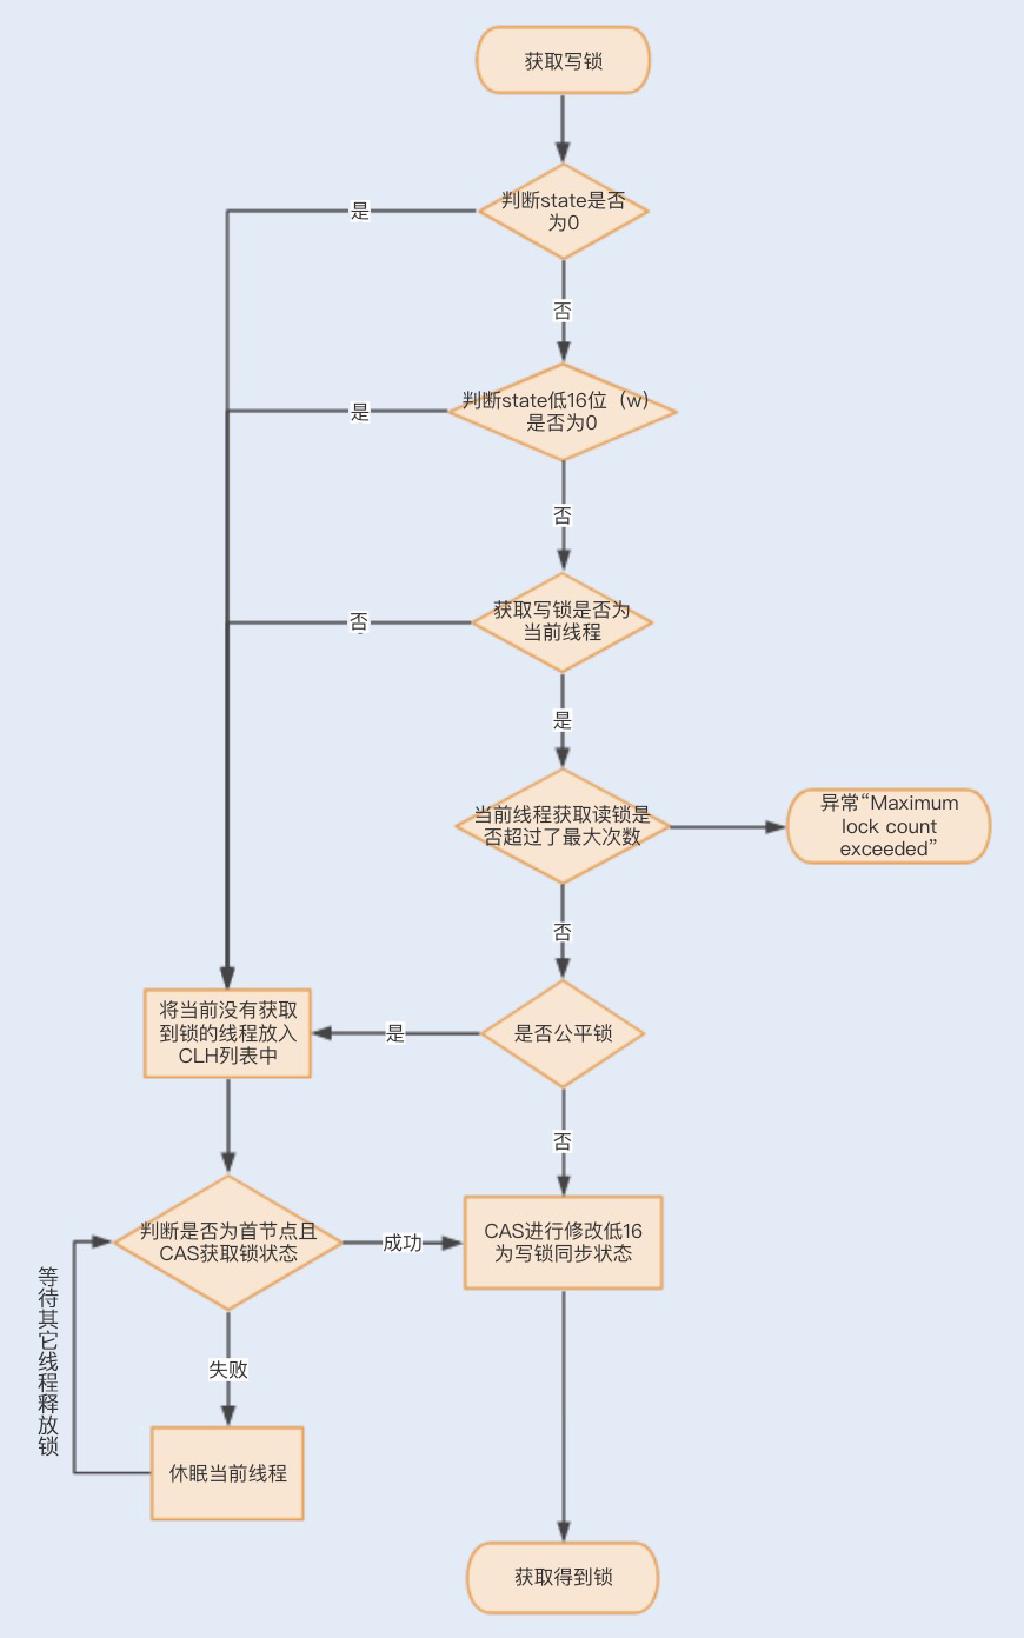 获取写锁
判断state是否
为0
是
否
判断state低16位（w）
是否为0
是
否
获取写锁是否为
当前线程
否
是
当前线程获取读锁是
否超过了最大次数
异常“Maximum
lock count
exceeded”
否
将当前没有获取
到锁的线程放入
CLH列表中
是
是否公平锁
否
判断是否为首节点且
CAS获取锁状态
成功
CAS进行修改低16
为写锁同步状态
等待其它线程释放锁
失败
休眠当前线程
获取得到锁